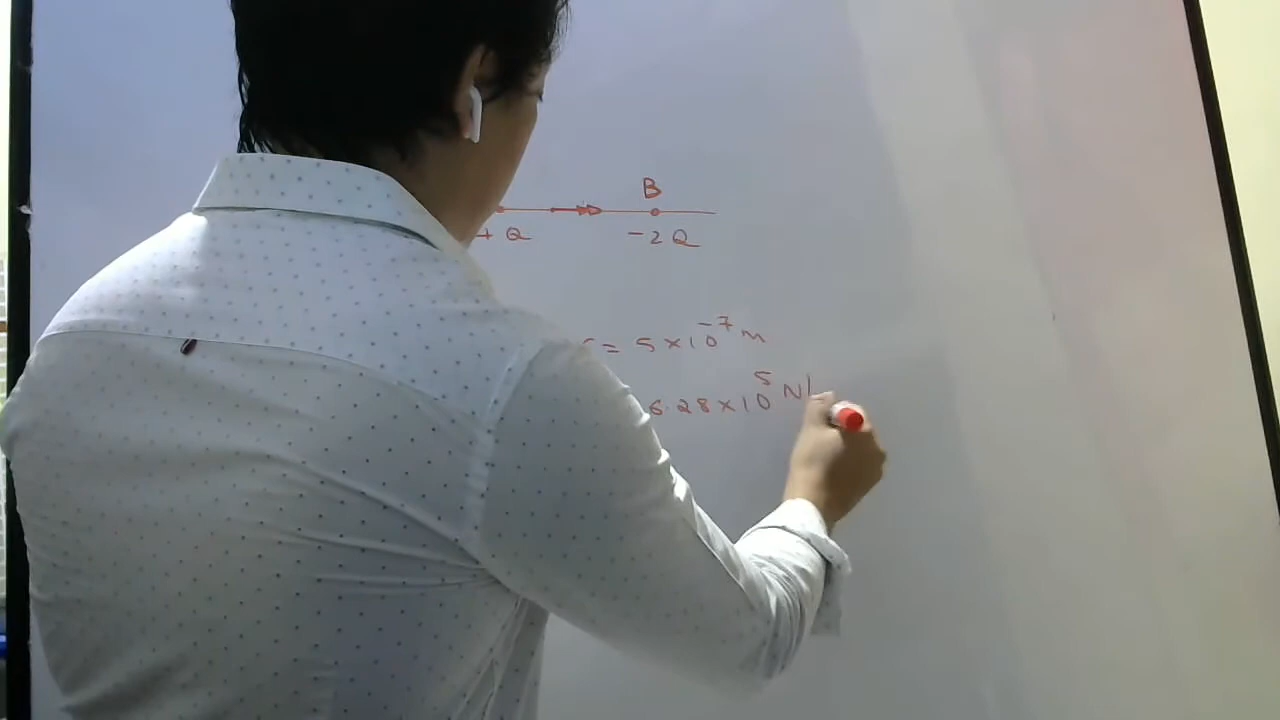 B
+Q -2Q
r = 5×10⁻⁷ m
6.28×10⁵ N/